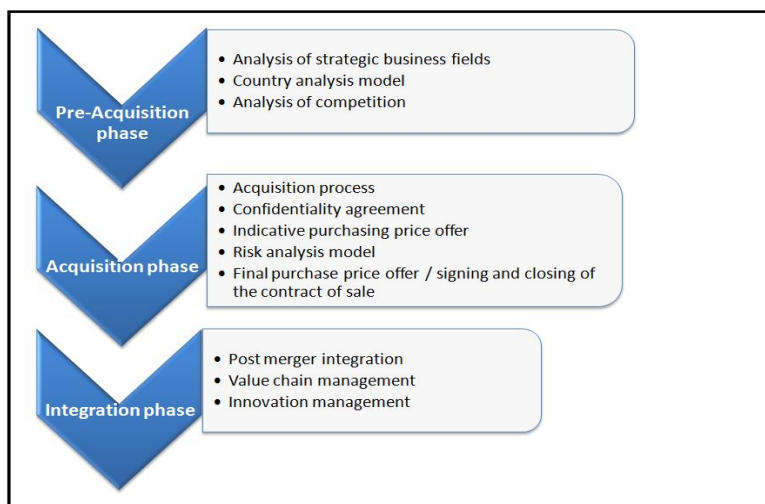 Pre-Acquisition
phase
• Analysis of strategic business fields
• Country analysis model
• Analysis of competition
Acquisition phase
• Acquisition process
• Confidentiality agreement
• Indicative purchasing price offer
• Risk analysis model
• Final purchase price offer / signing and closing of
the contract of sale
Integration phase
• Post merger integration
• Value chain management
• Innovation management